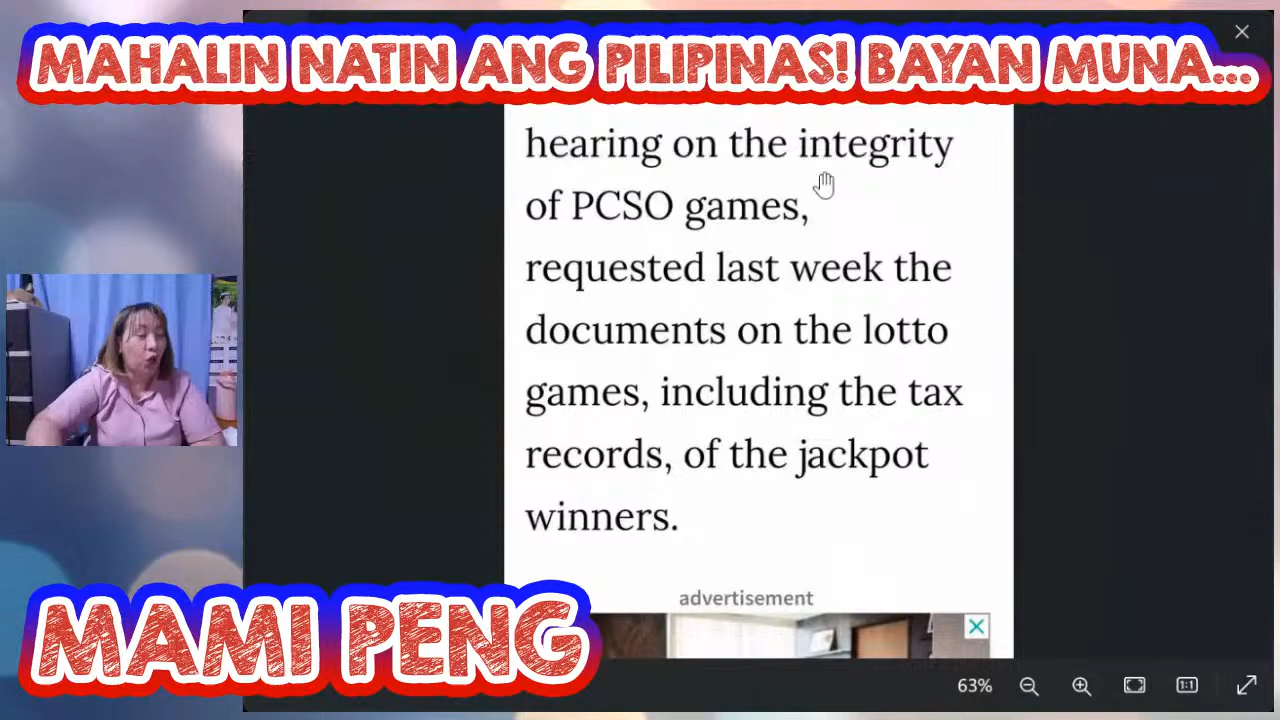 MAHALIN NATIN ANG PILIPINAS! BAYAN MUNA...
hearing on the integrity
of PCSO games,
requested last week the
documents on the lotto
games, including the tax
records, of the jackpot
winners.
advertisement
MAMI PENG
63%
1:1